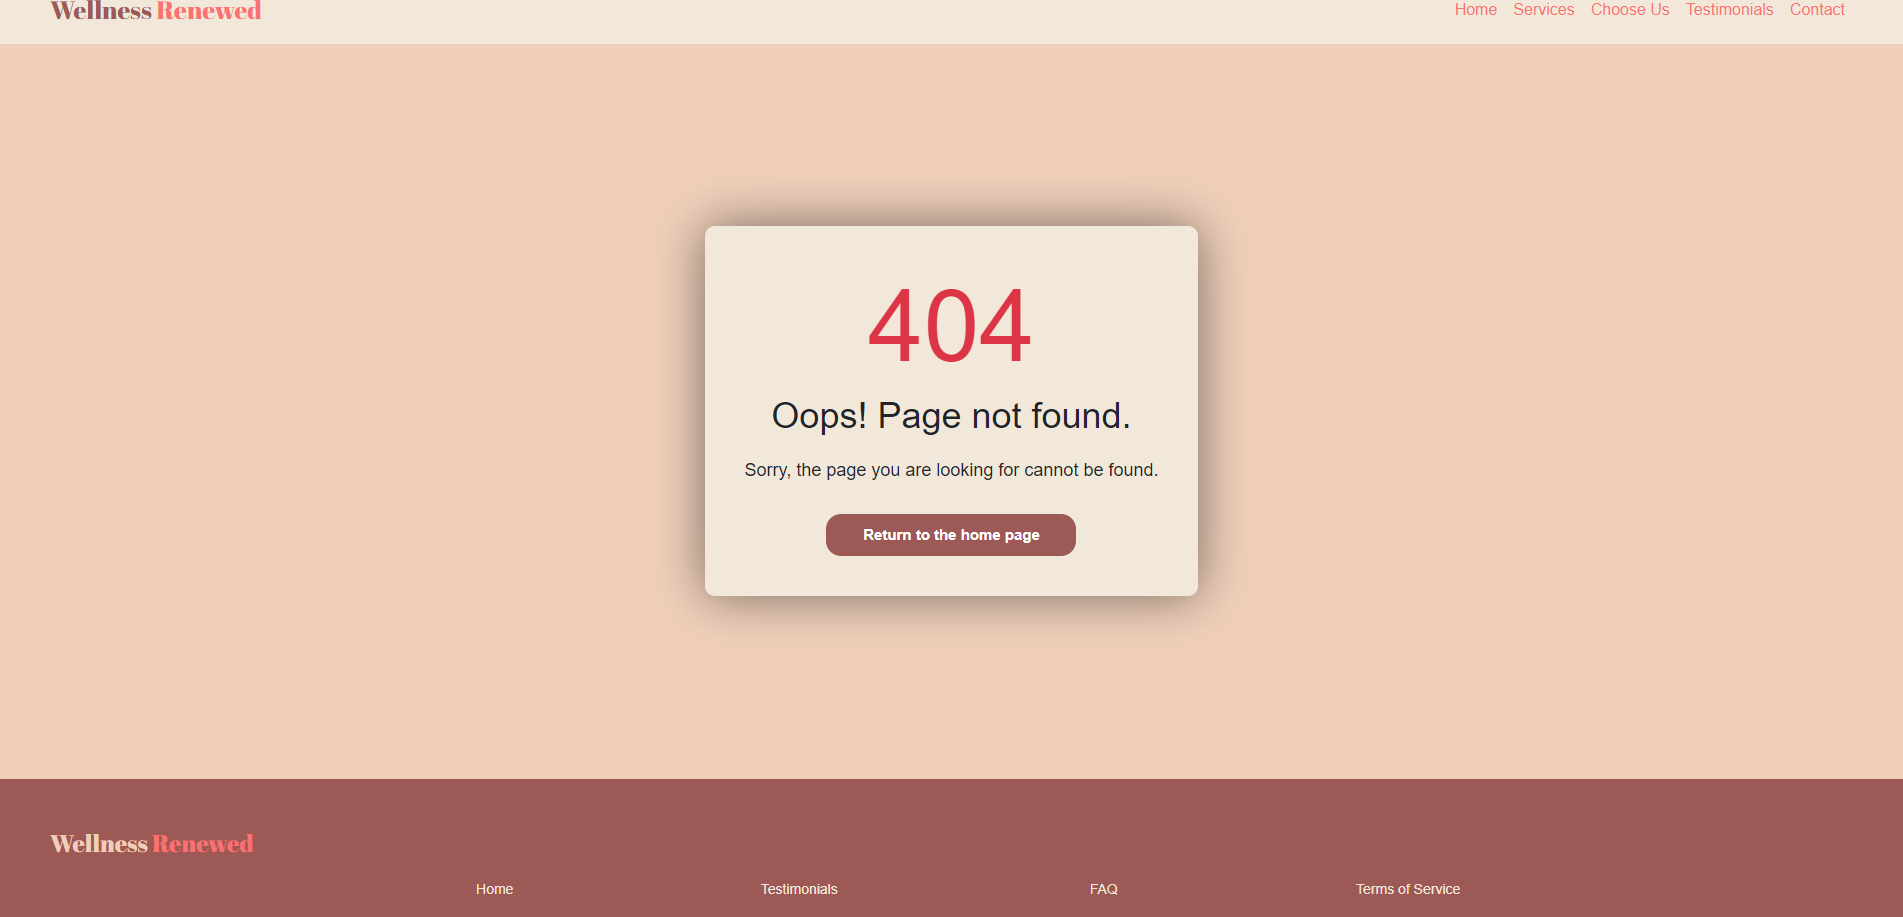 Wellness Renewed
Home Services Choose Us Testimonials Contact
404
Oops! Page not found.
Sorry, the page you are looking for cannot be found.
Return to the home page
Wellness Renewed
Home Testimonials FAQ Terms of Service